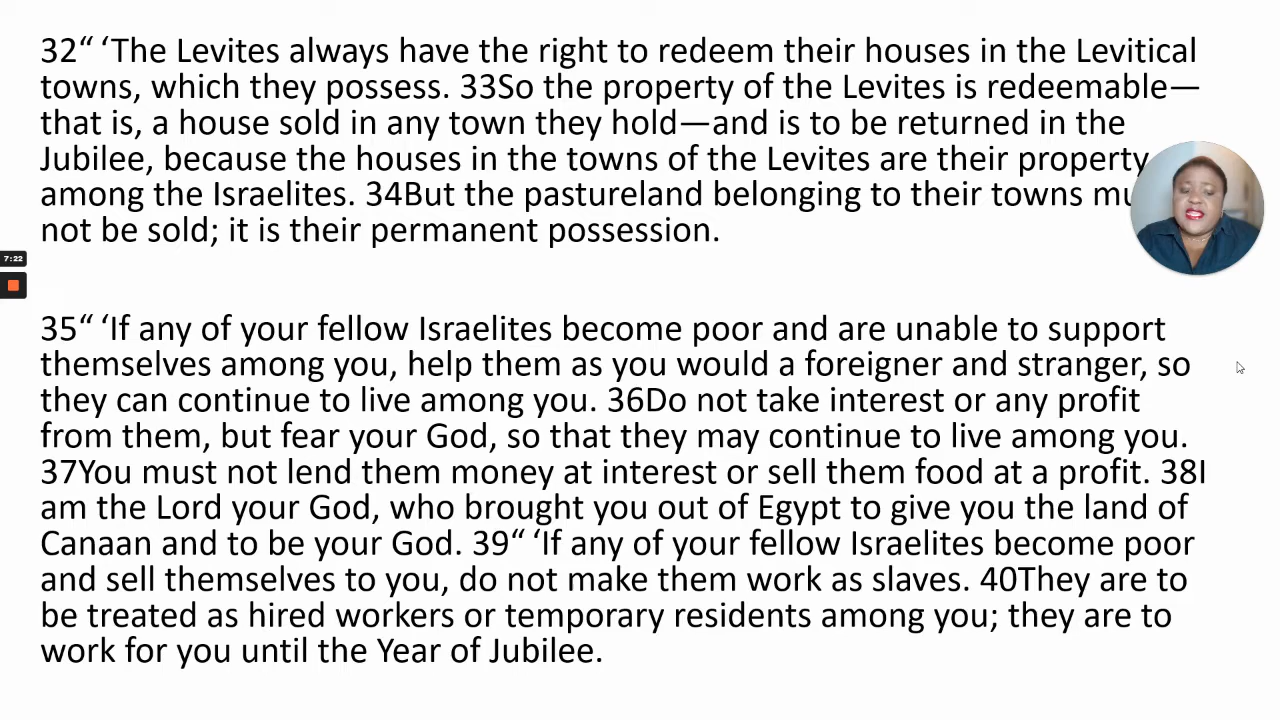 32“ ‘The Levites always have the right to redeem their houses in the Levitical
towns, which they possess. 33So the property of the Levites is redeemable—
that is, a house sold in any town they hold—and is to be returned in the
Jubilee, because the houses in the towns of the Levites are their property
among the Israelites. 34But the pastureland belonging to their towns
not be sold; it is their permanent possession.
7:22
35“ ‘If any of your fellow Israelites become poor and are unable to support
themselves among you, help them as you would a foreigner and stranger, so
they can continue to live among you. 36Do not take interest or any profit
from them, but fear your God, so that they may continue to live among you.
37You must not lend them money at interest or sell them food at a profit. 38I
am the Lord your God, who brought you out of Egypt to give you the land of
Canaan and to be your God. 39“ ‘If any of your fellow Israelites become poor
and sell themselves to you, do not make them work as slaves. 40They are to
be treated as hired workers or temporary residents among you; they are to
work for you until the Year of Jubilee.